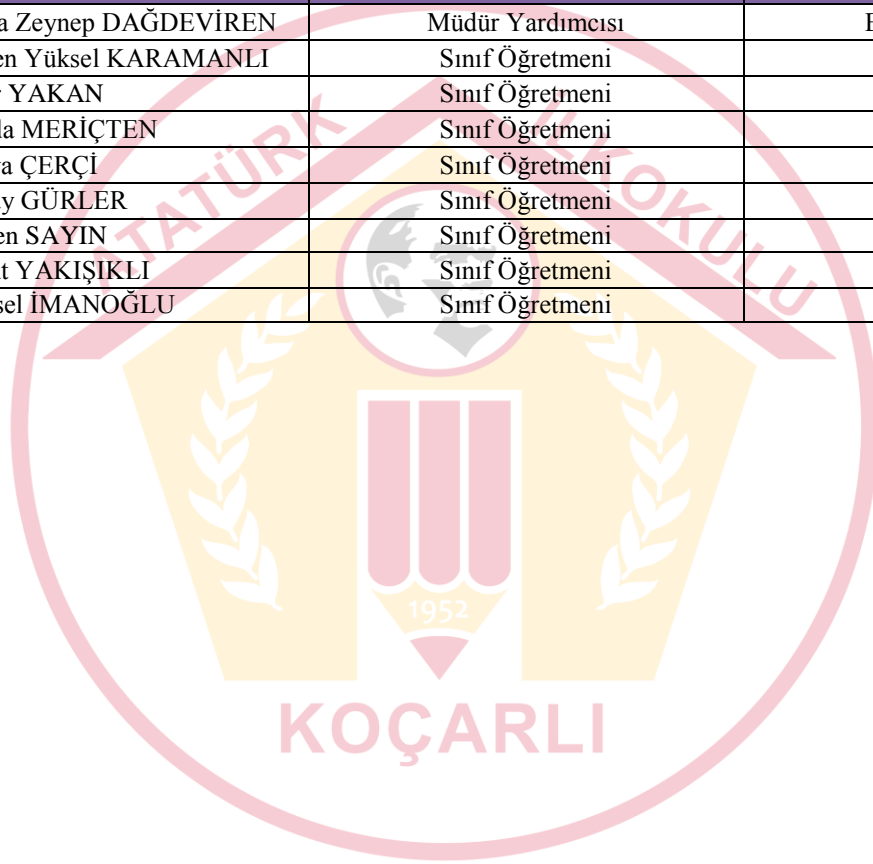 a Zeynep DAĞDEVİREN Müdür Yardımcısı
en Yüksel KARAMANLI Sınıf Öğretmeni
YAKAN Sınıf Öğretmeni
la MERİÇTEN Sınıf Öğretmeni
a ÇERÇİ Sınıf Öğretmeni
y GÜRLER Sınıf Öğretmeni
en SAYIN Sınıf Öğretmeni
t YAKIŞIKLI Sınıf Öğretmeni
sel İMANOĞLU Sınıf Öğretmeni
ATATÜRK İLKOKULU
1952
KOÇARLI